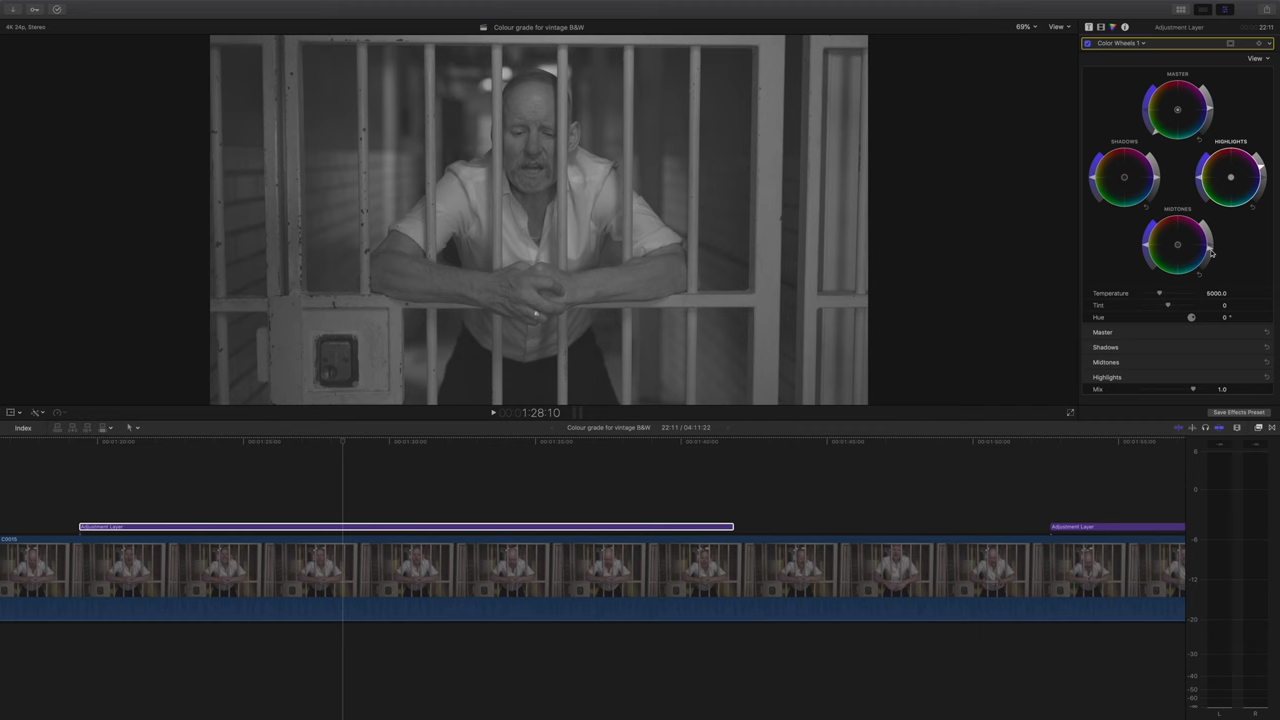 4K 24p, Stereo
Colour grade for vintage B&W
69%
View
Adjustment Layer
22:11
Color Wheels 1
View
MASTER
SHADOWS
HIGHLIGHTS
MIDTONES
Temperature 5000.0
Tint 0
Hue 0 °
Master
Shadows
Midtones
Highlights
Mix 1.0
00:00:1:28:10
Save Effects Preset
Index
Colour grade for vintage B&W
22:11 / 04:11:22
00:01:20:00
00:01:25:00
00:01:30:00
00:01:35:00
00:01:40:00
00:01:45:00
00:01:50:00
00:01:55:00
Adjustment Layer
Adjustment Layer
C0015
6
0
-6
-12
-20
-30
-40
-50
-60
-∞
L
R